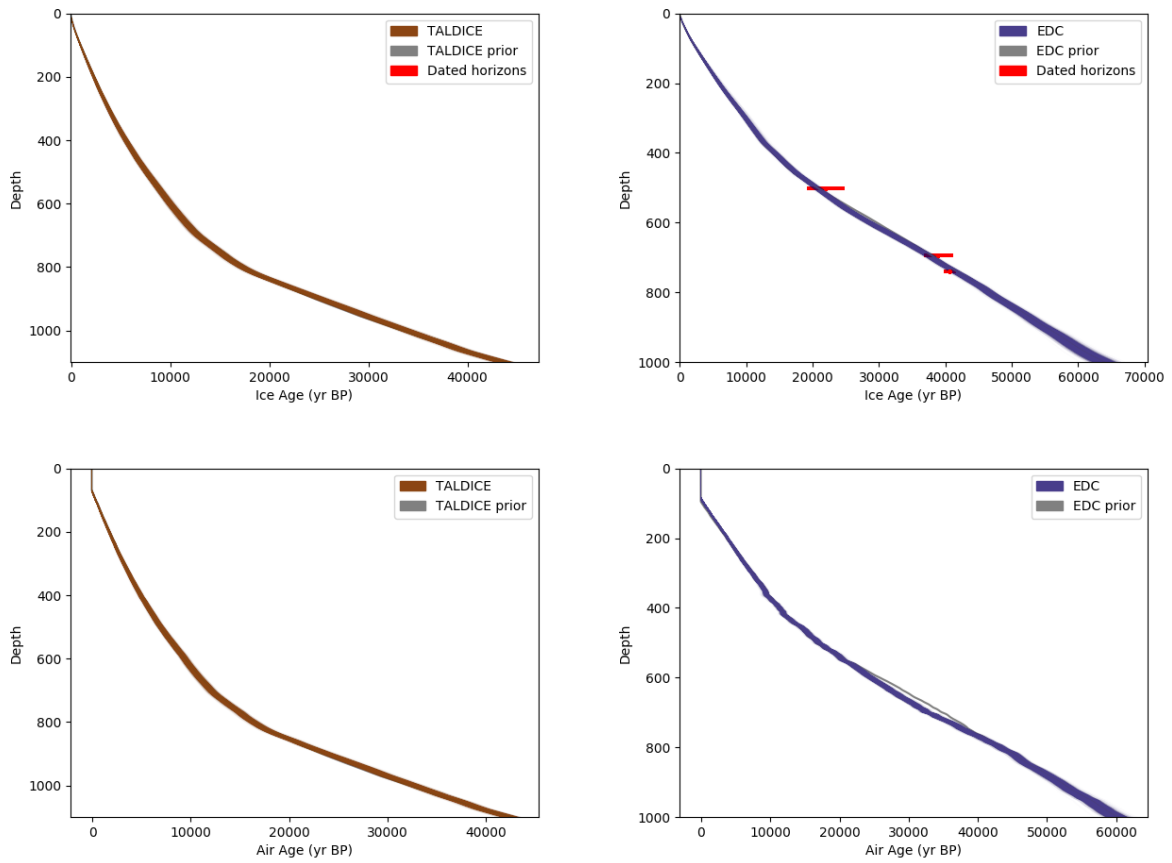 TALDICE
TALDICE prior
Dated horizons
0
200
400
600
800
1000
Depth
0
10000
20000
30000
40000
Ice Age (yr BP)
EDC
EDC prior
Dated horizons
0
200
400
600
800
1000
Depth
0
10000
20000
30000
40000
50000
60000
70000
Ice Age (yr BP)
TALDICE
TALDICE prior
0
200
400
600
800
1000
Depth
0
10000
20000
30000
40000
Air Age (yr BP)
EDC
EDC prior
0
200
400
600
800
1000
Depth
0
10000
20000
30000
40000
50000
60000
Air Age (yr BP)